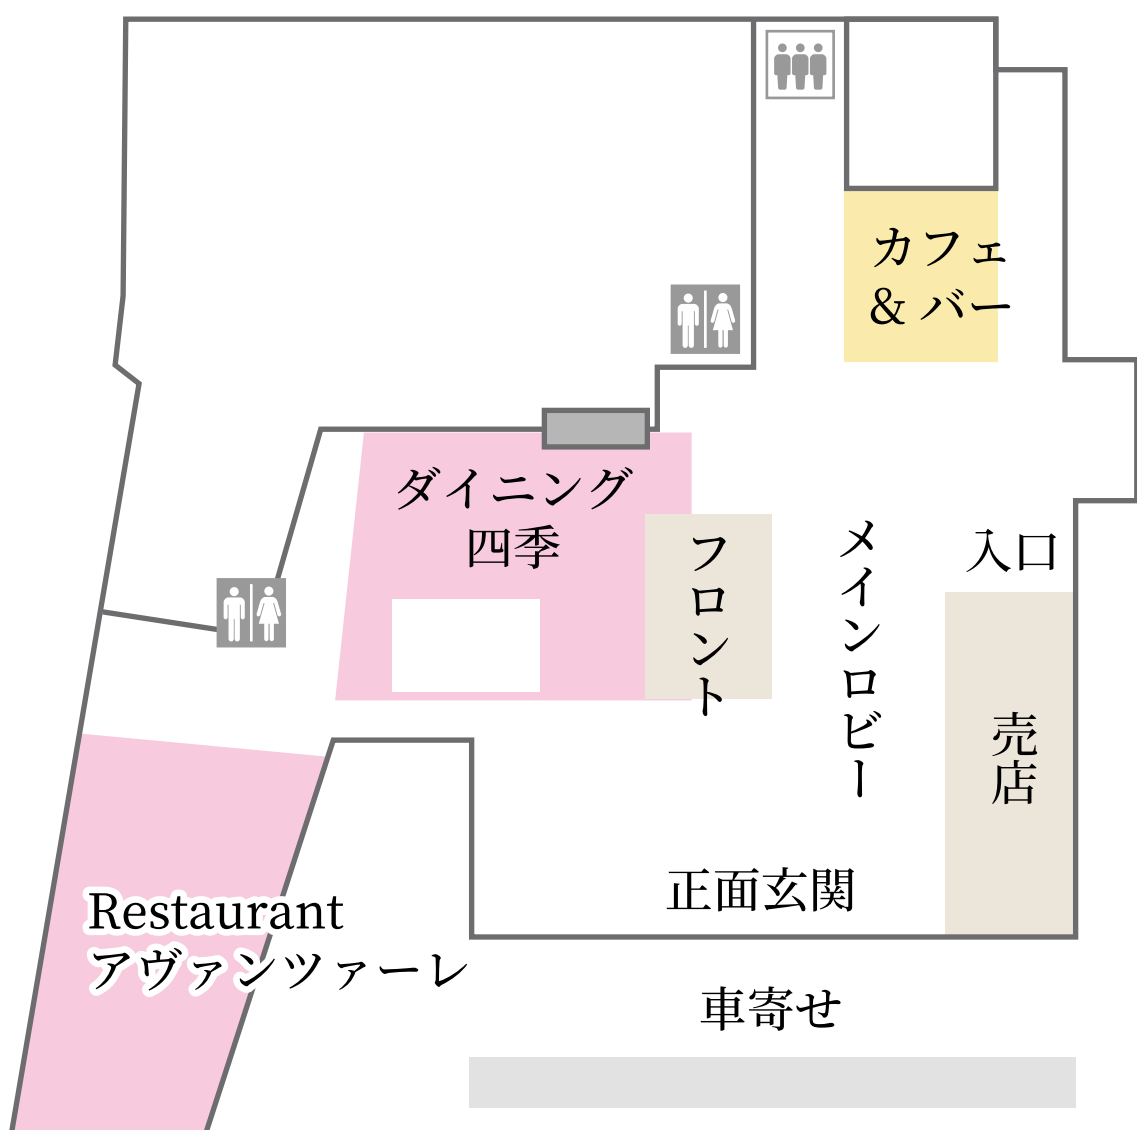 カフェ
& バー
ダイニング
四季
フロント
メインロビー
入口
売店
正面玄関
Restaurant
アヴァンツァーレ
車寄せ